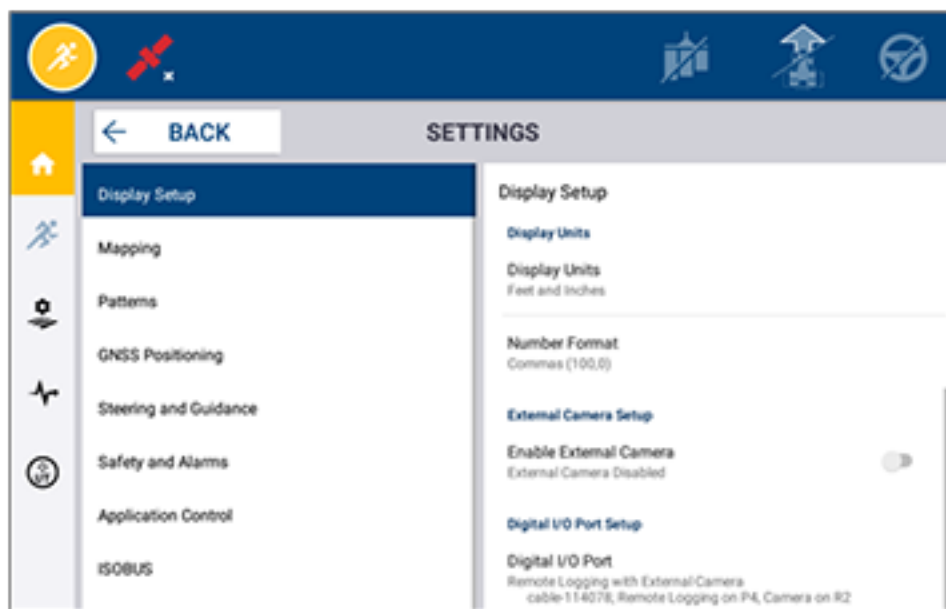 BACK
SETTINGS
Display Setup
Mapping
Patterns
GNSS Positioning
Steering and Guidance
Safety and Alarms
Application Control
ISOBUS
Display Setup
Display Units
Display Units
Feet and Inches
Number Format
Commas (100,0)
External Camera Setup
Enable External Camera
External Camera Disabled
Digital I/O Port Setup
Digital I/O Port
Remote Logging with External Camera
cable-114078, Remote Logging on P4, Camera on R2